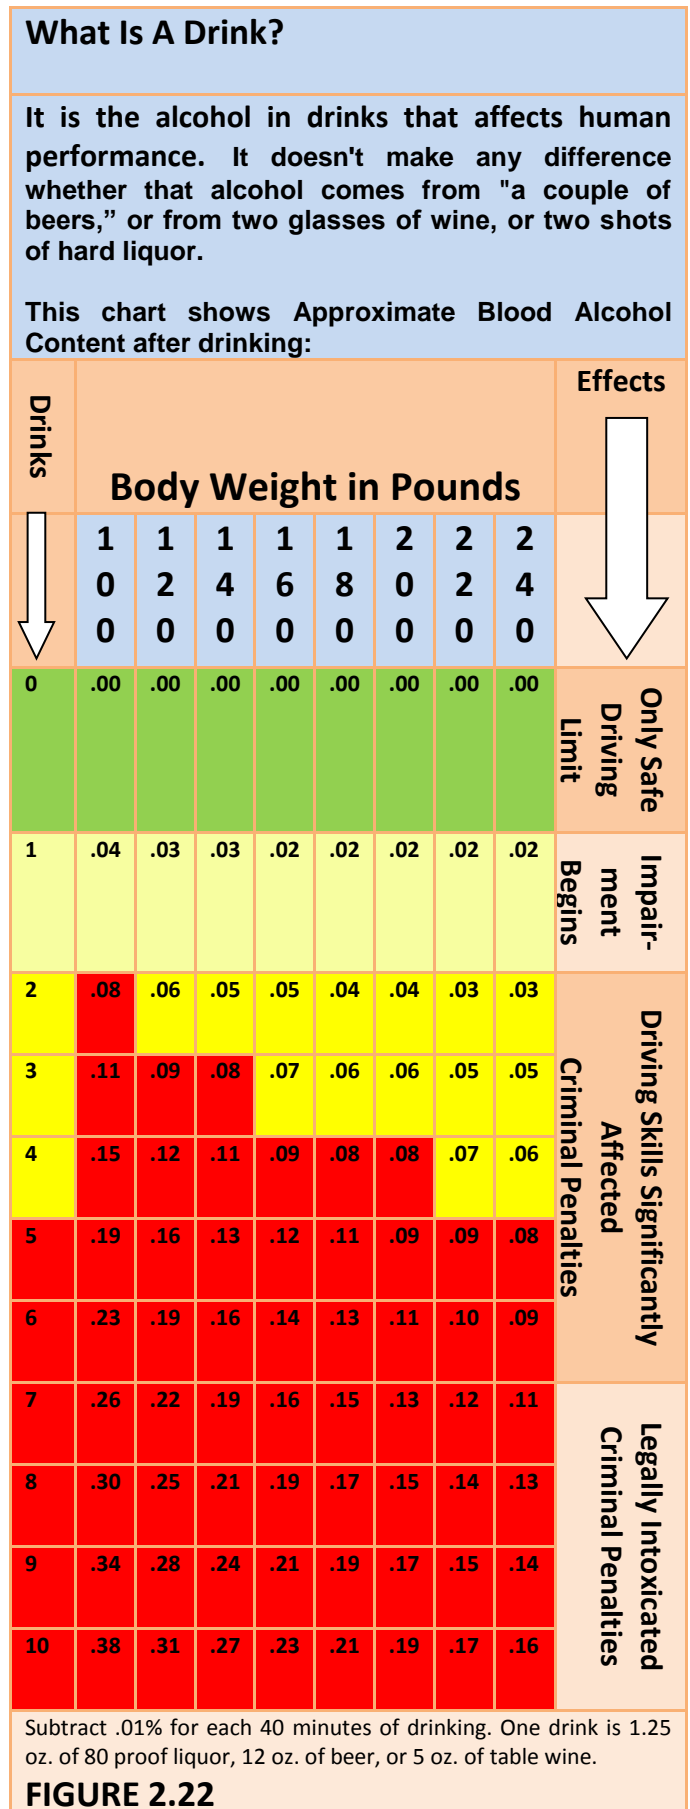 What Is A Drink?
It is the alcohol in drinks that affects human
performance. It doesn't make any difference
whether that alcohol comes from "a couple of
beers,” or from two glasses of wine, or two shots
of hard liquor.
This chart shows Approximate Blood Alcohol
Content after drinking:
Drinks
Body Weight in Pounds
Effects
100 120 140 160 180 200 220 240
0 .00 .00 .00 .00 .00 .00 .00 .00
Only Safe
Driving
Limit
1 .04 .03 .03 .02 .02 .02 .02 .02
Impair-
ment
Begins
2 .08 .06 .05 .05 .04 .04 .03 .03
3 .11 .09 .08 .07 .06 .06 .05 .05
4 .15 .12 .11 .09 .08 .08 .07 .06
5 .19 .16 .13 .12 .11 .09 .09 .08
6 .23 .19 .16 .14 .13 .11 .10 .09
Driving Skills Significantly
Affected
Criminal Penalties
7 .26 .22 .19 .16 .15 .13 .12 .11
8 .30 .25 .21 .19 .17 .15 .14 .13
9 .34 .28 .24 .21 .19 .17 .15 .14
10 .38 .31 .27 .23 .21 .19 .17 .16
Legally Intoxicated
Criminal Penalties
Subtract .01% for each 40 minutes of drinking. One drink is 1.25
oz. of 80 proof liquor, 12 oz. of beer, or 5 oz. of table wine.
FIGURE 2.22